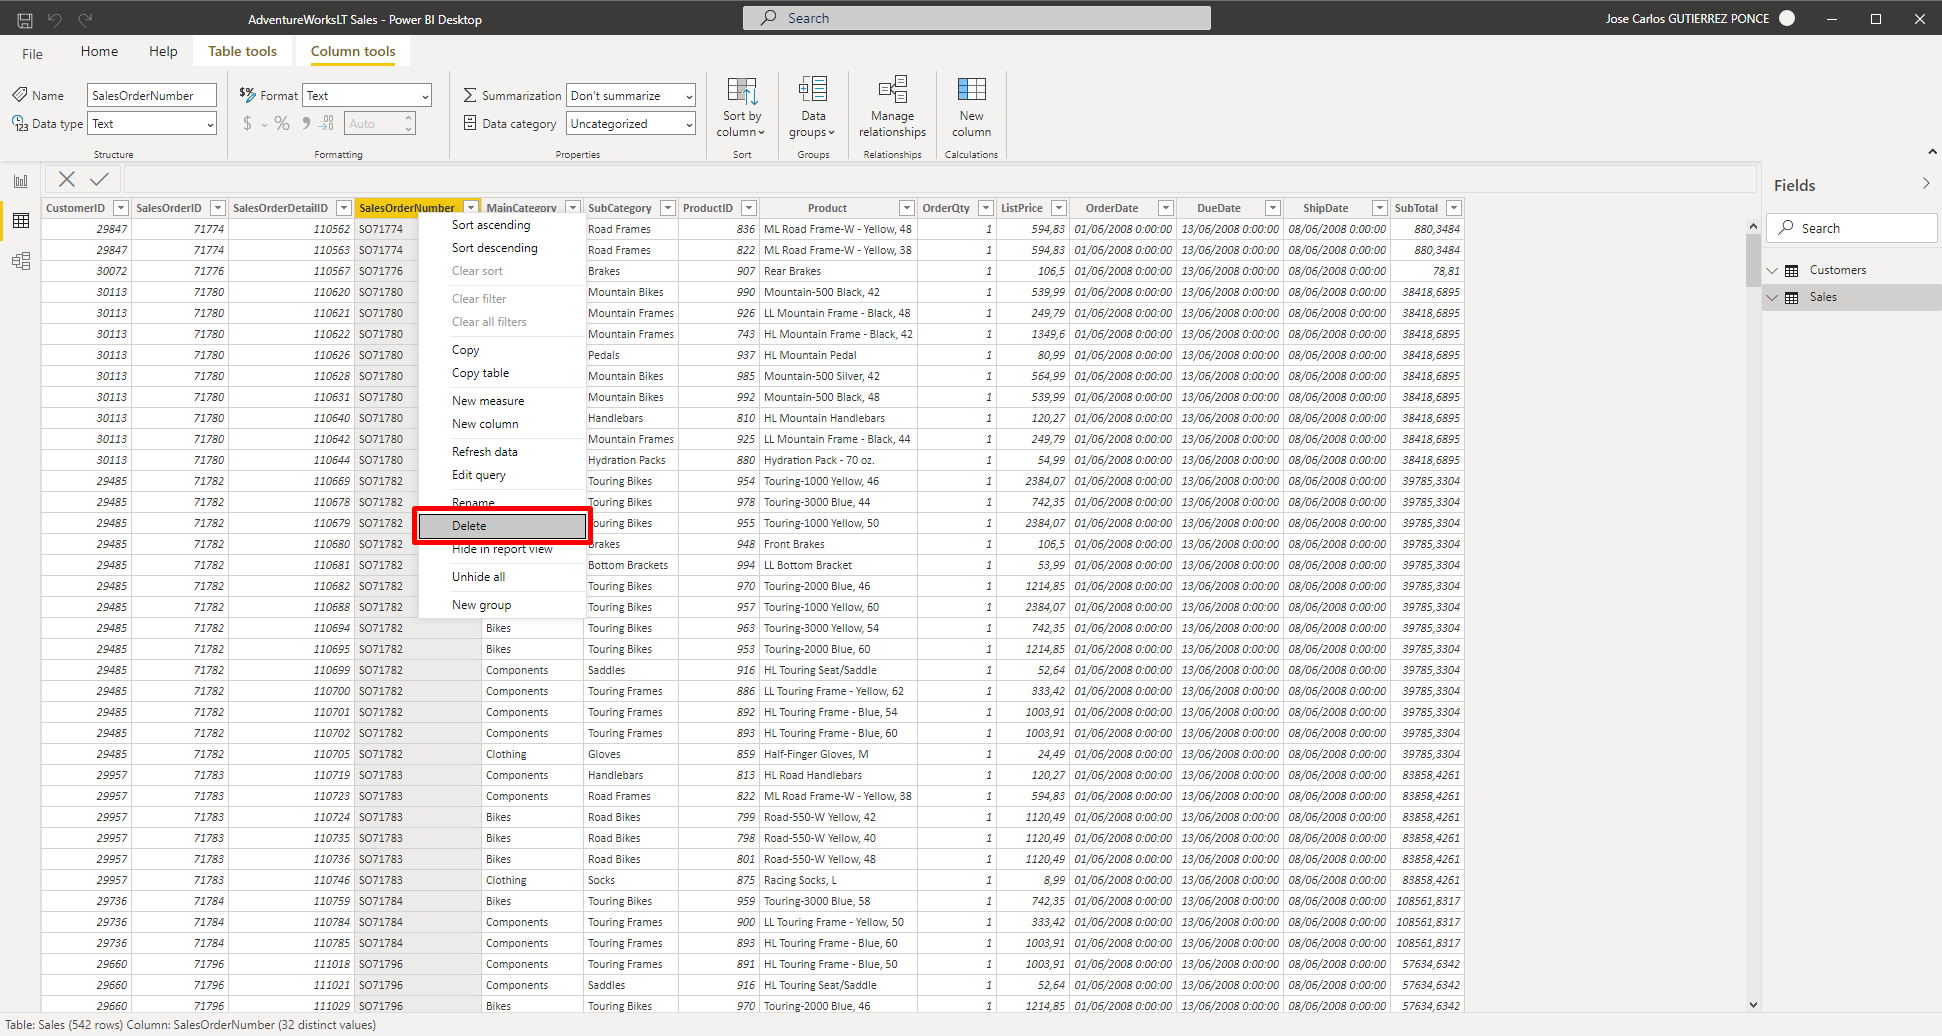 AdventureWorksLT Sales - Power BI Desktop
Search
Jose Carlos GUTIERREZ PONCE
File Home Help Table tools Column tools
Name SalesOrderNumber
Data type Text
Structure
$% Format Text
$ % 9 .00 Auto
Formatting
Summarization Don't summarize
Data category Uncategorized
Properties
Sort by
column
Sort
Data
groups
Groups
Manage
relationships
Relationships
New
column
Calculations
CustomerID SalesOrderID SalesOrderDetailID SalesOrderNumber MainCategory SubCategory ProductID Product OrderQty ListPrice OrderDate DueDate ShipDate SubTotal
29847 71774 110562 SO71774 Road Frames 836 ML Road Frame-W - Yellow, 48 1 594,83 01/06/2008 0:00:00 13/06/2008 0:00:00 08/06/2008 0:00:00 880,3484
29847 71774 110563 SO71774 Road Frames 822 ML Road Frame-W - Yellow, 38 1 594,83 01/06/2008 0:00:00 13/06/2008 0:00:00 08/06/2008 0:00:00 880,3484
30072 71776 110567 SO71776 Brakes 907 Rear Brakes 1 106,5 01/06/2008 0:00:00 13/06/2008 0:00:00 08/06/2008 0:00:00 78,81
30113 71780 110620 SO71780 Mountain Bikes 990 Mountain-500 Black, 42 1 539,99 01/06/2008 0:00:00 13/06/2008 0:00:00 08/06/2008 0:00:00 38418,6895
30113 71780 110621 SO71780 Mountain Frames 926 LL Mountain Frame - Black, 48 1 249,79 01/06/2008 0:00:00 13/06/2008 0:00:00 08/06/2008 0:00:00 38418,6895
30113 71780 110622 SO71780 Mountain Frames 743 HL Mountain Frame - Black, 42 1 1349,6 01/06/2008 0:00:00 13/06/2008 0:00:00 08/06/2008 0:00:00 38418,6895
30113 71780 110626 SO71780 Pedals 937 HL Mountain Pedal 1 80,99 01/06/2008 0:00:00 13/06/2008 0:00:00 08/06/2008 0:00:00 38418,6895
30113 71780 110628 SO71780 Mountain Bikes 985 Mountain-500 Silver, 42 1 564,99 01/06/2008 0:00:00 13/06/2008 0:00:00 08/06/2008 0:00:00 38418,6895
30113 71780 110631 SO71780 Mountain Bikes 992 Mountain-500 Black, 48 1 539,99 01/06/2008 0:00:00 13/06/2008 0:00:00 08/06/2008 0:00:00 38418,6895
30113 71780 110640 SO71780 Handlebars 810 HL Mountain Handlebars 1 120,27 01/06/2008 0:00:00 13/06/2008 0:00:00 08/06/2008 0:00:00 38418,6895
30113 71780 110642 SO71780 Mountain Frames 925 LL Mountain Frame - Black, 44 1 249,79 01/06/2008 0:00:00 13/06/2008 0:00:00 08/06/2008 0:00:00 38418,6895
30113 71780 110644 SO71780 Hydration Packs 880 Hydration Pack - 70 oz. 1 54,99 01/06/2008 0:00:00 13/06/2008 0:00:00 08/06/2008 0:00:00 38418,6895
29485 71782 110669 SO71782 Touring Bikes 954 Touring-1000 Yellow, 46 1 2384,07 01/06/2008 0:00:00 13/06/2008 0:00:00 08/06/2008 0:00:00 39785,3304
29485 71782 110678 SO71782 Touring Bikes 978 Touring-3000 Blue, 44 1 742,35 01/06/2008 0:00:00 13/06/2008 0:00:00 08/06/2008 0:00:00 39785,3304
29485 71782 110679 SO71782 ouring Bikes 955 Touring-1000 Yellow, 50 1 2384,07 01/06/2008 0:00:00 13/06/2008 0:00:00 08/06/2008 0:00:00 39785,3304
29485 71782 110680 SO71782 Brakes 948 Front Brakes 1 106,5 01/06/2008 0:00:00 13/06/2008 0:00:00 08/06/2008 0:00:00 39785,3304
29485 71782 110681 SO71782 Bottom Brackets 994 LL Bottom Bracket 1 53,99 01/06/2008 0:00:00 13/06/2008 0:00:00 08/06/2008 0:00:00 39785,3304
29485 71782 110682 SO71782 Touring Bikes 970 Touring-2000 Blue, 46 1 1214,85 01/06/2008 0:00:00 13/06/2008 0:00:00 08/06/2008 0:00:00 39785,3304
29485 71782 110688 SO71782 Touring Bikes 957 Touring-1000 Yellow, 60 1 2384,07 01/06/2008 0:00:00 13/06/2008 0:00:00 08/06/2008 0:00:00 39785,3304
29485 71782 110694 SO71782 Bikes Touring Bikes 963 Touring-3000 Yellow, 54 1 742,35 01/06/2008 0:00:00 13/06/2008 0:00:00 08/06/2008 0:00:00 39785,3304
29485 71782 110695 SO71782 Bikes Touring Bikes 953 Touring-2000 Blue, 60 1 1214,85 01/06/2008 0:00:00 13/06/2008 0:00:00 08/06/2008 0:00:00 39785,3304
29485 71782 110699 SO71782 Components Saddles 916 HL Touring Seat/Saddle 1 52,64 01/06/2008 0:00:00 13/06/2008 0:00:00 08/06/2008 0:00:00 39785,3304
29485 71782 110700 SO71782 Components Touring Frames 886 LL Touring Frame - Yellow, 62 1 333,42 01/06/2008 0:00:00 13/06/2008 0:00:00 08/06/2008 0:00:00 39785,3304
29485 71782 110701 SO71782 Components Touring Frames 892 HL Touring Frame - Blue, 54 1 1003,91 01/06/2008 0:00:00 13/06/2008 0:00:00 08/06/2008 0:00:00 39785,3304
29485 71782 110702 SO71782 Components Touring Frames 893 HL Touring Frame - Blue, 60 1 1003,91 01/06/2008 0:00:00 13/06/2008 0:00:00 08/06/2008 0:00:00 39785,3304
29485 71782 110705 SO71782 Clothing Gloves 859 Half-Finger Gloves, M 1 24,49 01/06/2008 0:00:00 13/06/2008 0:00:00 08/06/2008 0:00:00 39785,3304
29957 71783 110719 SO71783 Components Handlebars 813 HL Road Handlebars 1 120,27 01/06/2008 0:00:00 13/06/2008 0:00:00 08/06/2008 0:00:00 83858,4261
29957 71783 110723 SO71783 Components Road Frames 822 ML Road Frame-W - Yellow, 38 1 594,83 01/06/2008 0:00:00 13/06/2008 0:00:00 08/06/2008 0:00:00 83858,4261
29957 71783 110724 SO71783 Bikes Road Bikes 799 Road-550-W Yellow, 42 1 1120,49 01/06/2008 0:00:00 13/06/2008 0:00:00 08/06/2008 0:00:00 83858,4261
29957 71783 110735 SO71783 Bikes Road Bikes 798 Road-550-W Yellow, 40 1 1120,49 01/06/2008 0:00:00 13/06/2008 0:00:00 08/06/2008 0:00:00 83858,4261
29957 71783 110736 SO71783 Bikes Road Bikes 801 Road-550-W Yellow, 48 1 1120,49 01/06/2008 0:00:00 13/06/2008 0:00:00 08/06/2008 0:00:00 83858,4261
29957 71783 110746 SO71783 Clothing Socks 875 Racing Socks, L 1 8,99 01/06/2008 0:00:00 13/06/2008 0:00:00 08/06/2008 0:00:00 83858,4261
29736 71784 110759 SO71784 Bikes Touring Bikes 959 Touring-3000 Blue, 58 1 742,35 01/06/2008 0:00:00 13/06/2008 0:00:00 08/06/2008 0:00:00 108561,8317
29736 71784 110784 SO71784 Components Touring Frames 900 LL Touring Frame - Yellow, 50 1 333,42 01/06/2008 0:00:00 13/06/2008 0:00:00 08/06/2008 0:00:00 108561,8317
29736 71784 110785 SO71784 Components Touring Frames 893 HL Touring Frame - Blue, 60 1 1003,91 01/06/2008 0:00:00 13/06/2008 0:00:00 08/06/2008 0:00:00 108561,8317
29660 71796 111018 SO71796 Components Touring Frames 891 HL Touring Frame - Blue, 50 1 1003,91 01/06/2008 0:00:00 13/06/2008 0:00:00 08/06/2008 0:00:00 57634,6342
29660 71796 111021 SO71796 Components Saddles 916 HL Touring Seat/Saddle 1 52,64 01/06/2008 0:00:00 13/06/2008 0:00:00 08/06/2008 0:00:00 57634,6342
29660 71796 111029 SO71796 Bikes Touring Bikes 970 Touring-2000 Blue, 46 1 1214,85 01/06/2008 0:00:00 13/06/2008 0:00:00 08/06/2008 0:00:00 57634,6342
Sort ascending
Sort descending
Clear sort
Clear filter
Clear all filters
Copy
Copy table
New measure
New column
Refresh data
Edit query
Rename
Delete
Hide in report view
Unhide all
New group
Fields
Search
Customers
Sales
Table: Sales (542 rows) Column: SalesOrderNumber (32 distinct values)